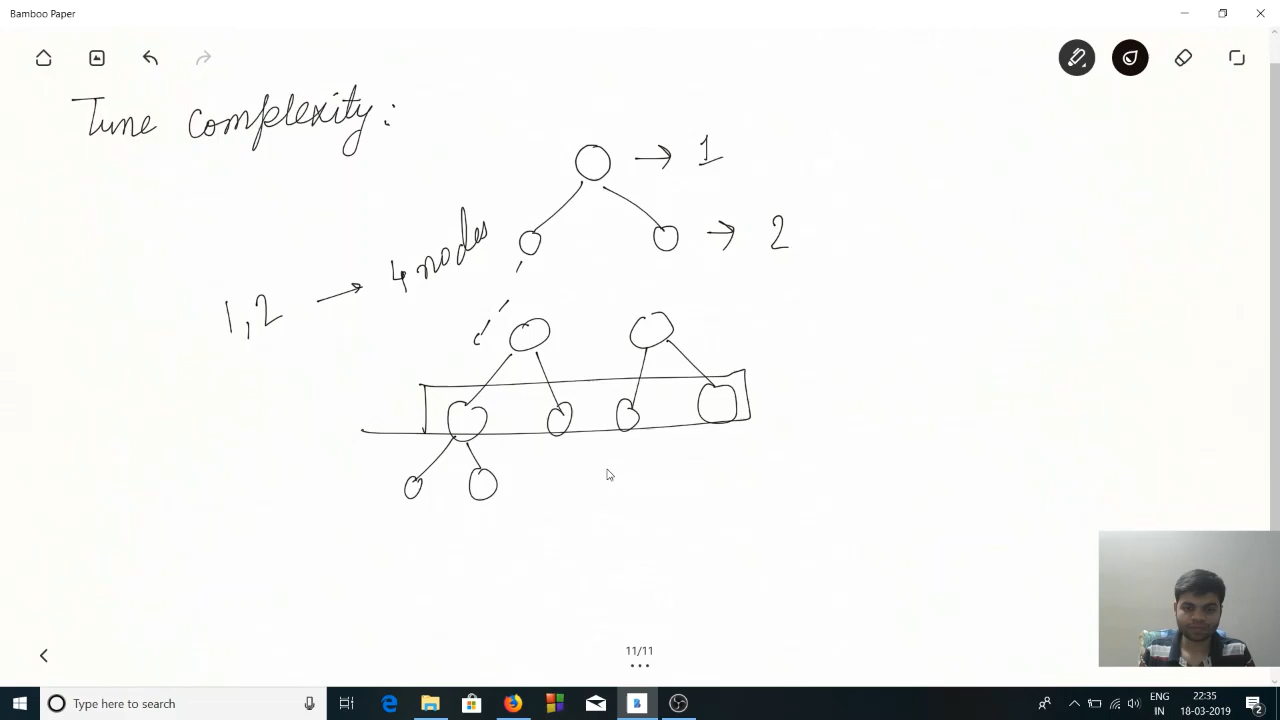 Bamboo Paper
Time complexity:
1
2
4 nodes
1,2
11/11
Type here to search
ENG
IN
22:35
18-03-2019
2